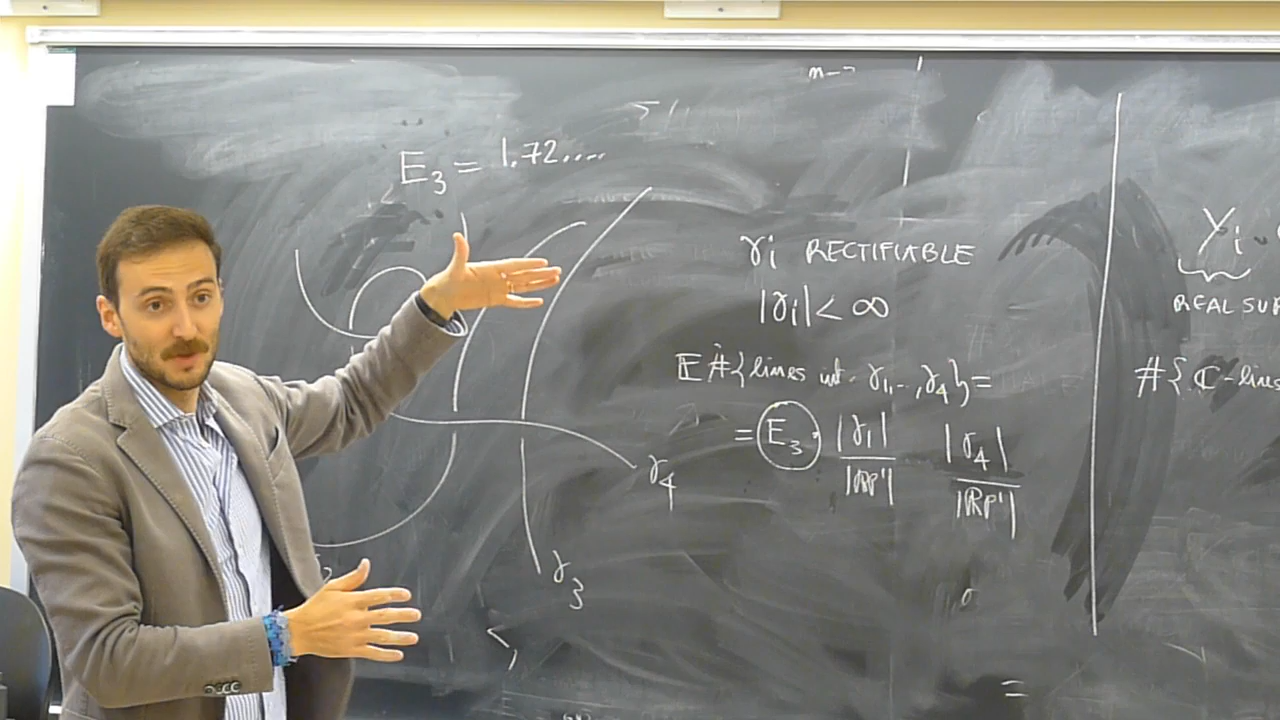 n→
E₃ = 1.72....
γ₄
γ₃
γi RECTIFIABLE
|γi| < ∞
E #{lines int. γ₁,..,γ₄} =
= E₃ · |γ₁| / |RP¹| |γ₄| / |RP¹|
Yi
REAL SUR
#{ℂ-lines